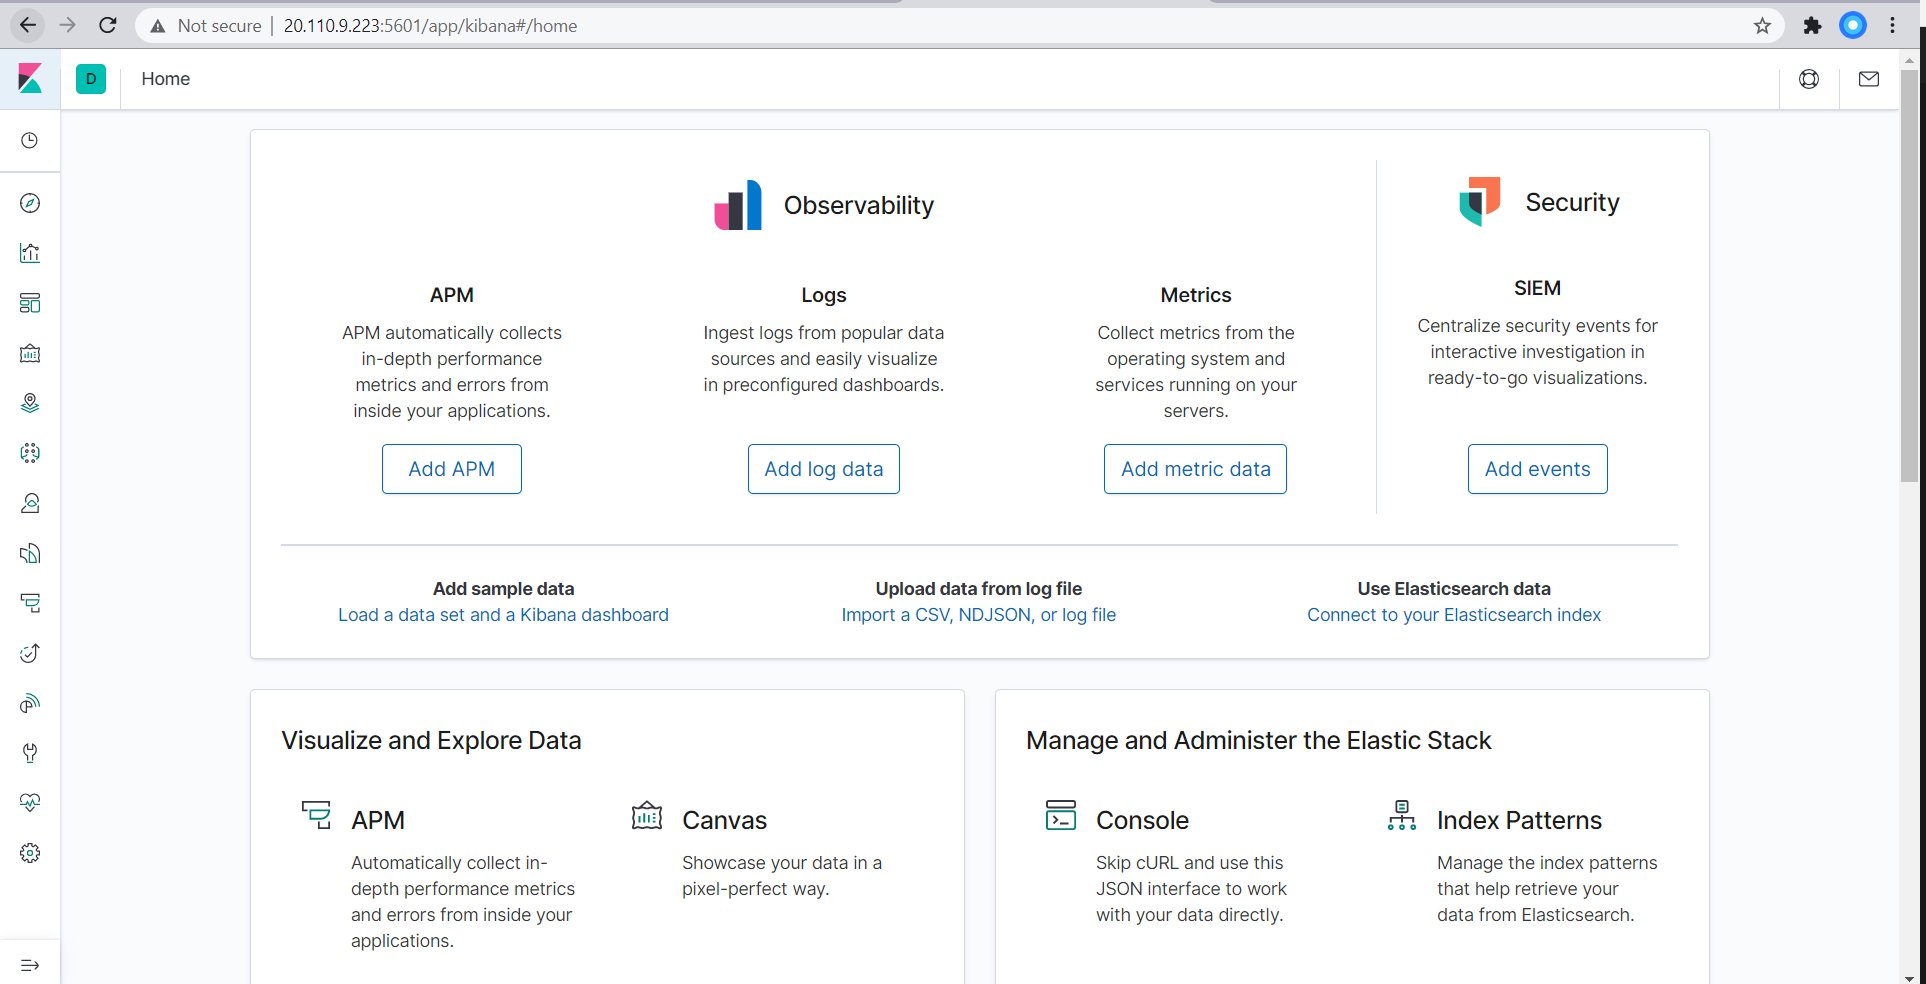 Not secure | 20.110.9.223:5601/app/kibana#/home
D
Home
Observability
Security
APM
APM automatically collects
in-depth performance
metrics and errors from
inside your applications.
Add APM
Logs
Ingest logs from popular data
sources and easily visualize
in preconfigured dashboards.
Add log data
Metrics
Collect metrics from the
operating system and
services running on your
servers.
Add metric data
SIEM
Centralize security events for
interactive investigation in
ready-to-go visualizations.
Add events
Add sample data
Load a data set and a Kibana dashboard
Upload data from log file
Import a CSV, NDJSON, or log file
Use Elasticsearch data
Connect to your Elasticsearch index
Visualize and Explore Data
APM
Automatically collect in-
depth performance metrics
and errors from inside your
applications.
Canvas
Showcase your data in a
pixel-perfect way.
Manage and Administer the Elastic Stack
Console
Skip cURL and use this
JSON interface to work
with your data directly.
Index Patterns
Manage the index patterns
that help retrieve your
data from Elasticsearch.